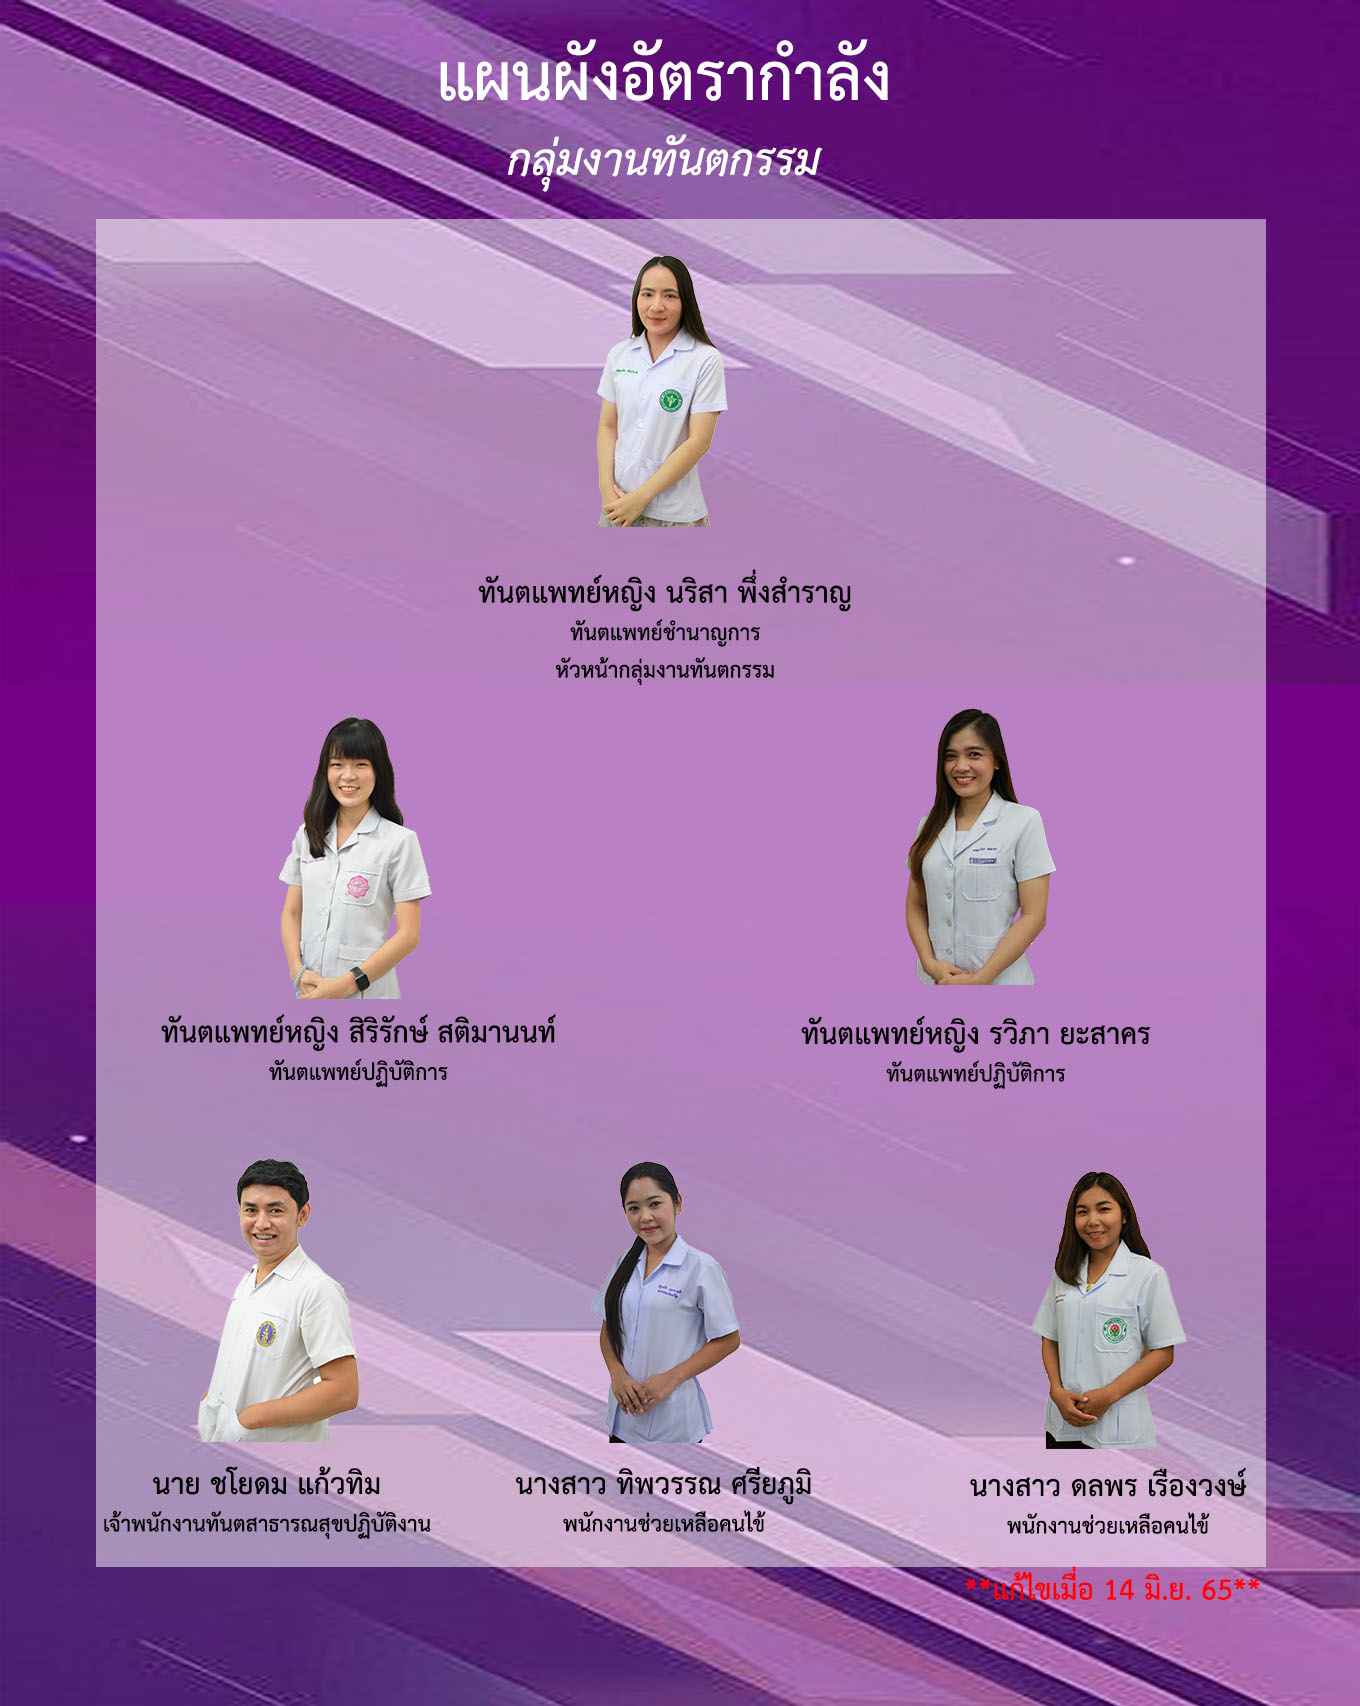 แผนผังอัตรากำลัง
กลุ่มงานทันตกรรม
ทันตแพทย์หญิง นริสา พึ่งสำราญ
ทันตแพทย์ชำนาญการ
หัวหน้ากลุ่มงานทันตกรรม
ทันตแพทย์หญิง สิริรักษ์ สติมานนท์
ทันตแพทย์ปฏิบัติการ
ทันตแพทย์หญิง รวิภา ยะสาคร
ทันตแพทย์ปฏิบัติการ
นาย ชโยดม แก้วทิม
เจ้าพนักงานทันตสาธารณสุขปฏิบัติงาน
นางสาว ทิพวรรณ ศรียภูมิ
พนักงานช่วยเหลือคนไข้
นางสาว ดลพร เรืองวงษ์
พนักงานช่วยเหลือคนไข้
**แก้ไขเมื่อ 14 มิ.ย. 65**